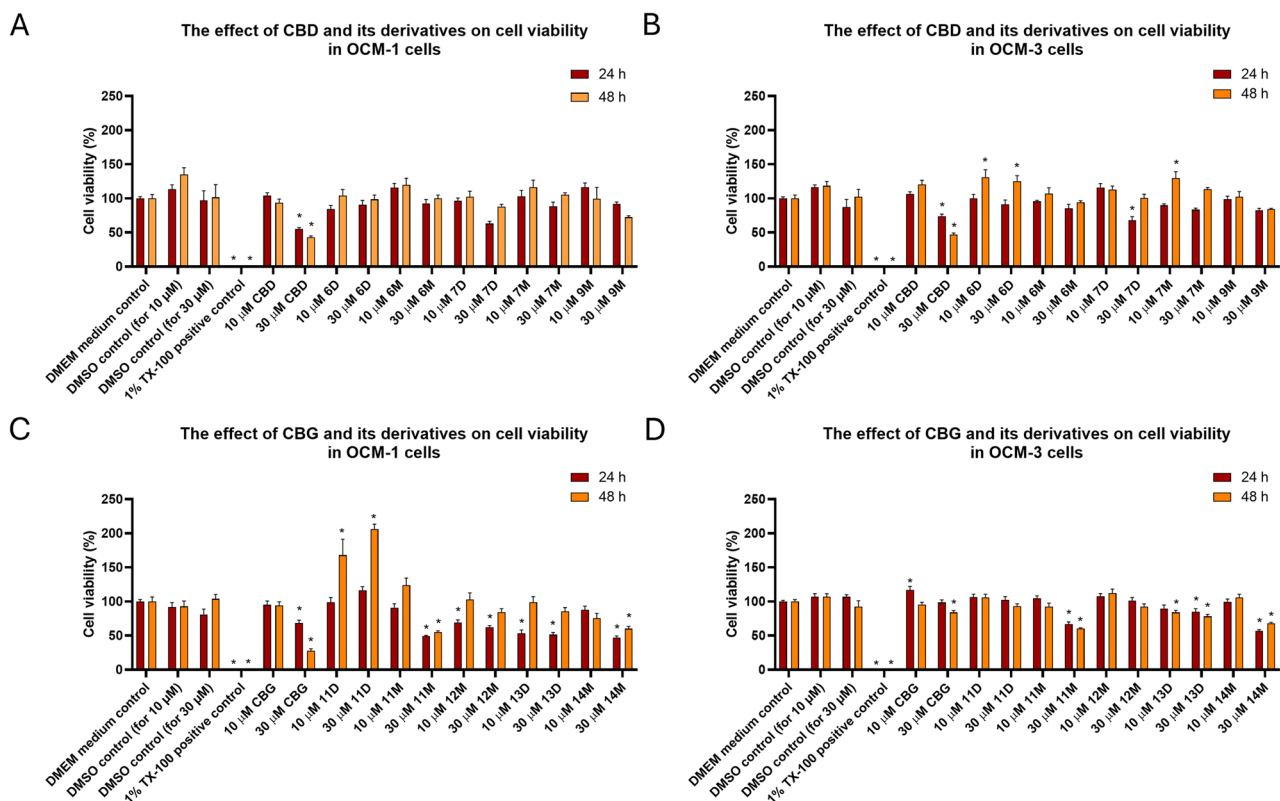 A
The effect of CBD and its derivatives on cell viability
in OCM-1 cells
24 h
48 h
Cell viability (%)
250
200
150
100
50
0
* * * * 
DMEM medium control
DMSO control (for 10 μM)
DMSO control (for 30 μM)
1% TX-100 positive control
10 μM CBD
30 μM CBD
10 μM 6D
30 μM 6D
10 μM 6M
30 μM 6M
10 μM 7D
30 μM 7D
10 μM 7M
30 μM 7M
10 μM 9M
30 μM 9M
B
The effect of CBD and its derivatives on cell viability
in OCM-3 cells
24 h
48 h
Cell viability (%)
250
200
150
100
50
0
* * * * * * * *
DMEM medium control
DMSO control (for 10 μM)
DMSO control (for 30 μM)
1% TX-100 positive control
10 μM CBD
30 μM CBD
10 μM 6D
30 μM 6D
10 μM 6M
30 μM 6M
10 μM 7D
30 μM 7D
10 μM 7M
30 μM 7M
10 μM 9M
30 μM 9M
C
The effect of CBG and its derivatives on cell viability
in OCM-1 cells
24 h
48 h
Cell viability (%)
250
200
150
100
50
0
* * * * * * * * * * * * * *
DMEM medium control
DMSO control (for 10 μM)
DMSO control (for 30 μM)
1% TX-100 positive control
10 μM CBG
30 μM CBG
10 μM 11D
30 μM 11D
10 μM 11M
30 μM 11M
10 μM 12M
30 μM 12M
10 μM 13D
30 μM 13D
10 μM 14M
30 μM 14M
D
The effect of CBG and its derivatives on cell viability
in OCM-3 cells
24 h
48 h
Cell viability (%)
250
200
150
100
50
0
* * * * * * * * * * *
DMEM medium control
DMSO control (for 10 μM)
DMSO control (for 30 μM)
1% TX-100 positive control
10 μM CBG
30 μM CBG
10 μM 11D
30 μM 11D
10 μM 11M
30 μM 11M
10 μM 12M
30 μM 12M
10 μM 13D
30 μM 13D
10 μM 14M
30 μM 14M